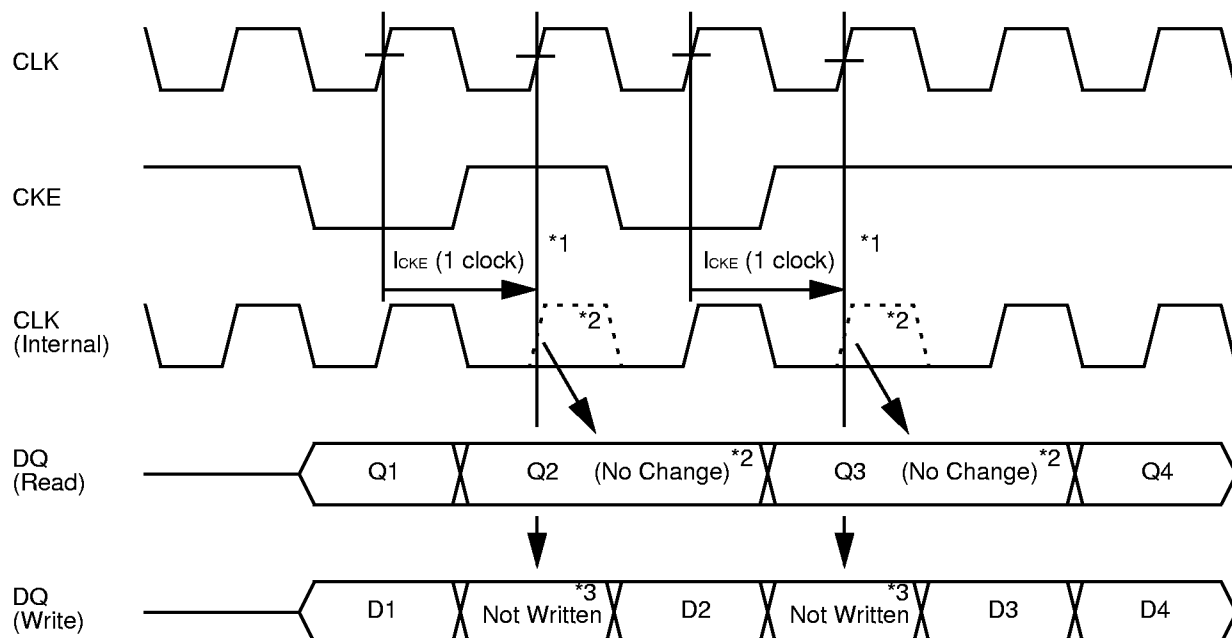 CLK
CKE
*1
*1
ICKE (1 clock)
ICKE (1 clock)
CLK
(Internal)
*2
*2
DQ
(Read)
Q1
Q2
(No Change)*2
Q3
(No Change)*2
Q4
DQ
(Write)
D1
Not Written*3
D2
Not Written*3
D3
D4